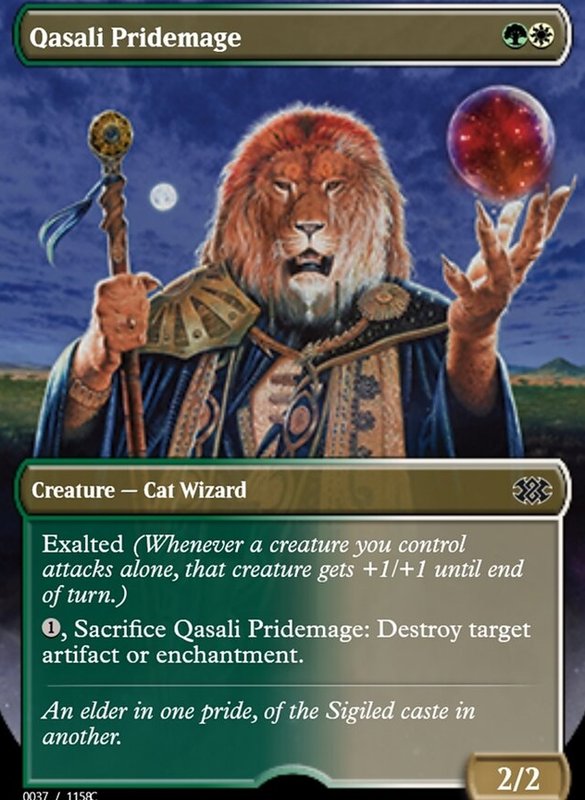 Qasali Pridemage
Creature — Cat Wizard
Exalted (Whenever a creature you control
attacks alone, that creature gets +1/+1 until end
of turn.)
1, Sacrifice Qasali Pridemage: Destroy target
artifact or enchantment.
An elder in one pride, of the Sigiled caste in
another.
2/2
0037 / 1158C